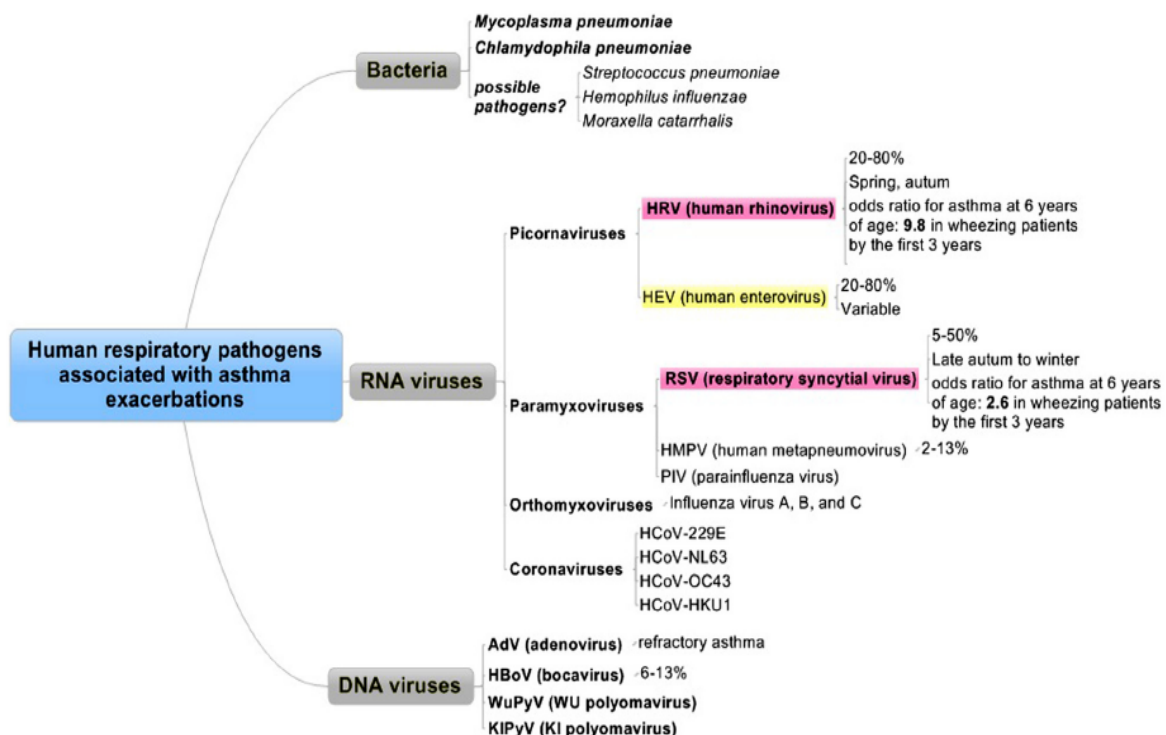 Human respiratory pathogens
associated with asthma
exacerbations
Bacteria
Mycoplasma pneumoniae
Chlamydophila pneumoniae
possible
pathogens?
Streptococcus pneumoniae
Hemophilus influenzae
Moraxella catarrhalis
RNA viruses
Picornaviruses
HRV (human rhinovirus)
20-80%
Spring, autum
odds ratio for asthma at 6 years
of age: 9.8 in wheezing patients
by the first 3 years
HEV (human enterovirus)
20-80%
Variable
Paramyxoviruses
RSV (respiratory syncytial virus)
5-50%
Late autum to winter
odds ratio for asthma at 6 years
of age: 2.6 in wheezing patients
by the first 3 years
HMPV (human metapneumovirus)
2-13%
PIV (parainfluenza virus)
Orthomyxoviruses
Influenza virus A, B, and C
Coronaviruses
HCoV-229E
HCoV-NL63
HCoV-OC43
HCoV-HKU1
DNA viruses
AdV (adenovirus)
refractory asthma
HBoV (bocavirus)
6-13%
WuPyV (WU polyomavirus)
KIPyV (KI polyomavirus)